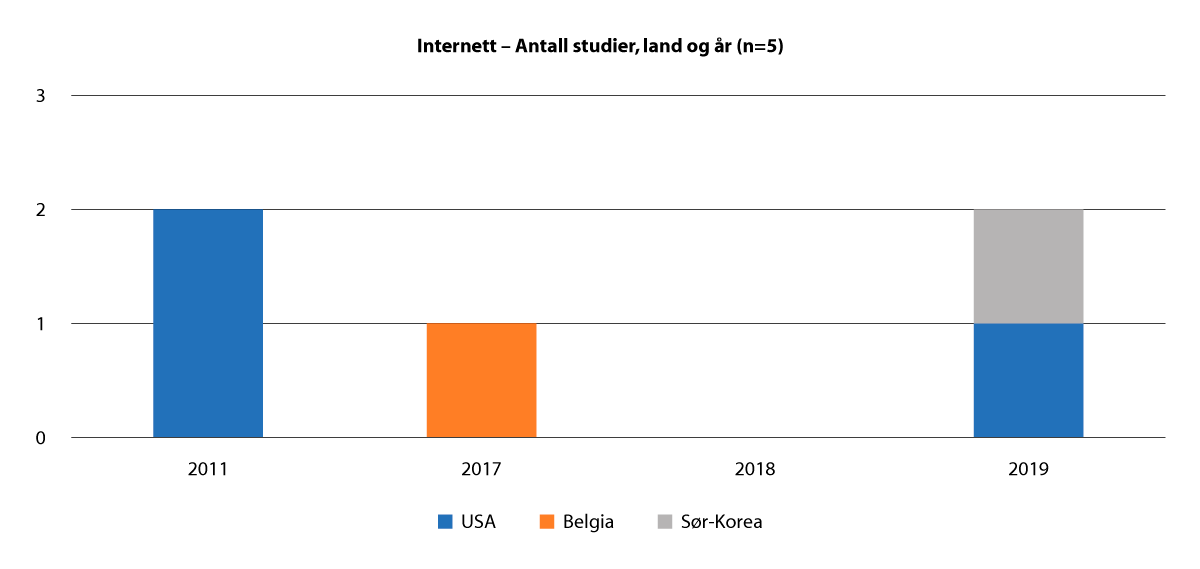 Internett – Antall studier, land og år (n=5)
3
2
1
0
2011 2017 2018 2019
USA Belgia Sør-Korea